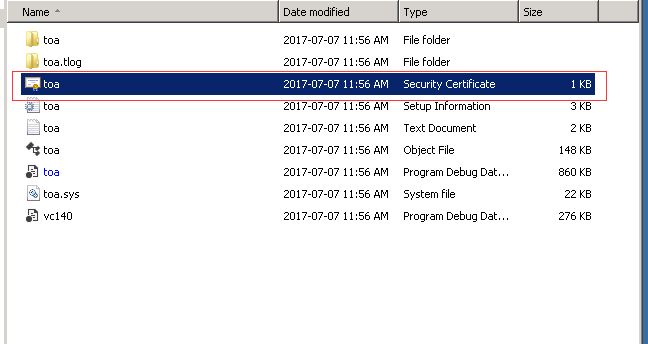 Name Date modified Type Size
toa 2017-07-07 11:56 AM File folder
toa.tlog 2017-07-07 11:56 AM File folder
toa 2017-07-07 11:56 AM Security Certificate 1 KB
toa 2017-07-07 11:56 AM Setup Information 3 KB
toa 2017-07-07 11:56 AM Text Document 2 KB
toa 2017-07-07 11:56 AM Object File 148 KB
toa 2017-07-07 11:56 AM Program Debug Dat... 860 KB
toa.sys 2017-07-07 11:56 AM System file 22 KB
vc140 2017-07-07 11:56 AM Program Debug Dat... 276 KB